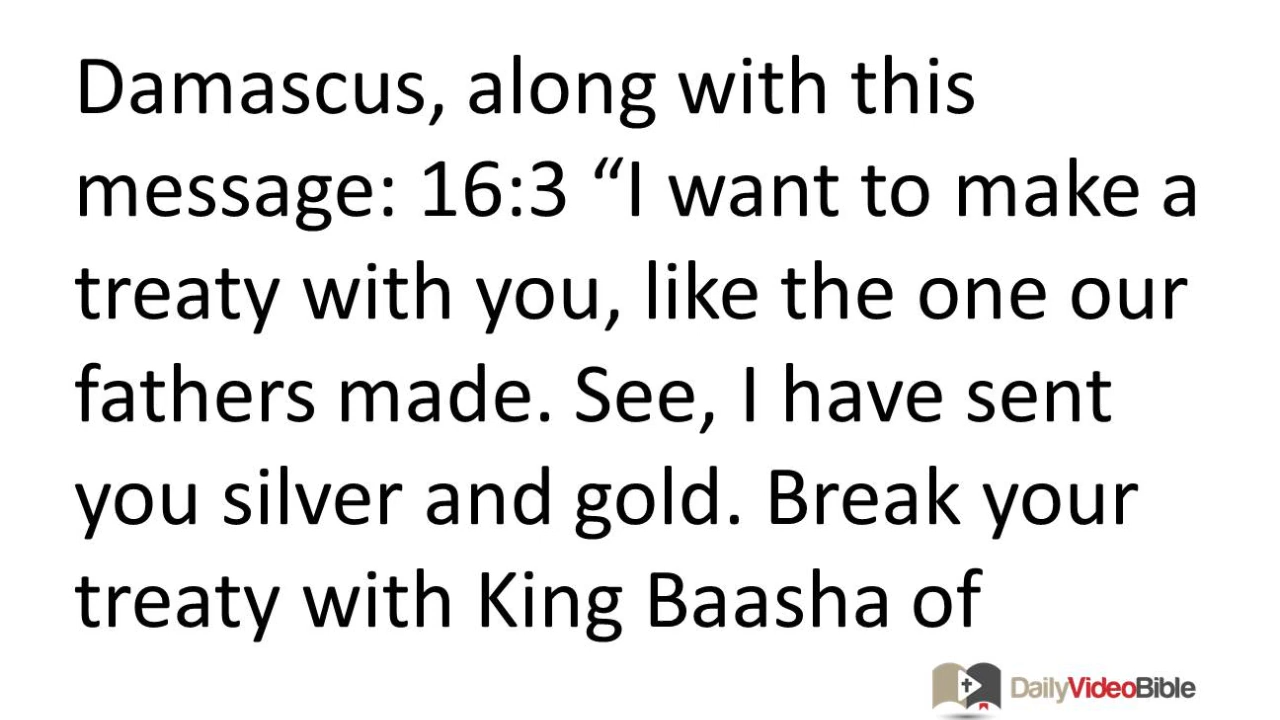 Damascus, along with this
message: 16:3 “I want to make a
treaty with you, like the one our
fathers made. See, I have sent
you silver and gold. Break your
treaty with King Baasha of
DailyVideoBible